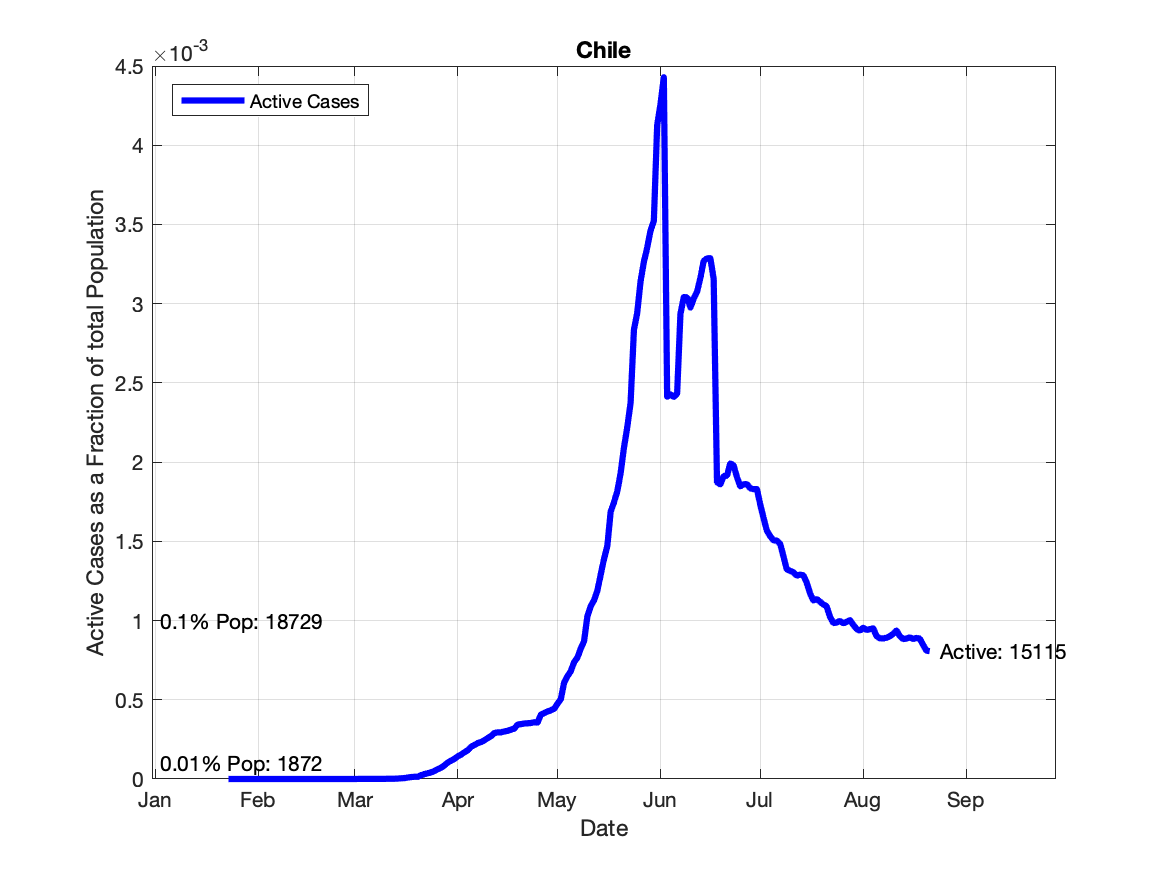 Chile
×10-3
Active Cases
4.5
4
3.5
3
2.5
2
1.5
1
0.5
0
Active Cases as a Fraction of total Population
0.1% Pop: 18729
Active: 15115
0.01% Pop: 1872
Jan Feb Mar Apr May Jun Jul Aug Sep
Date